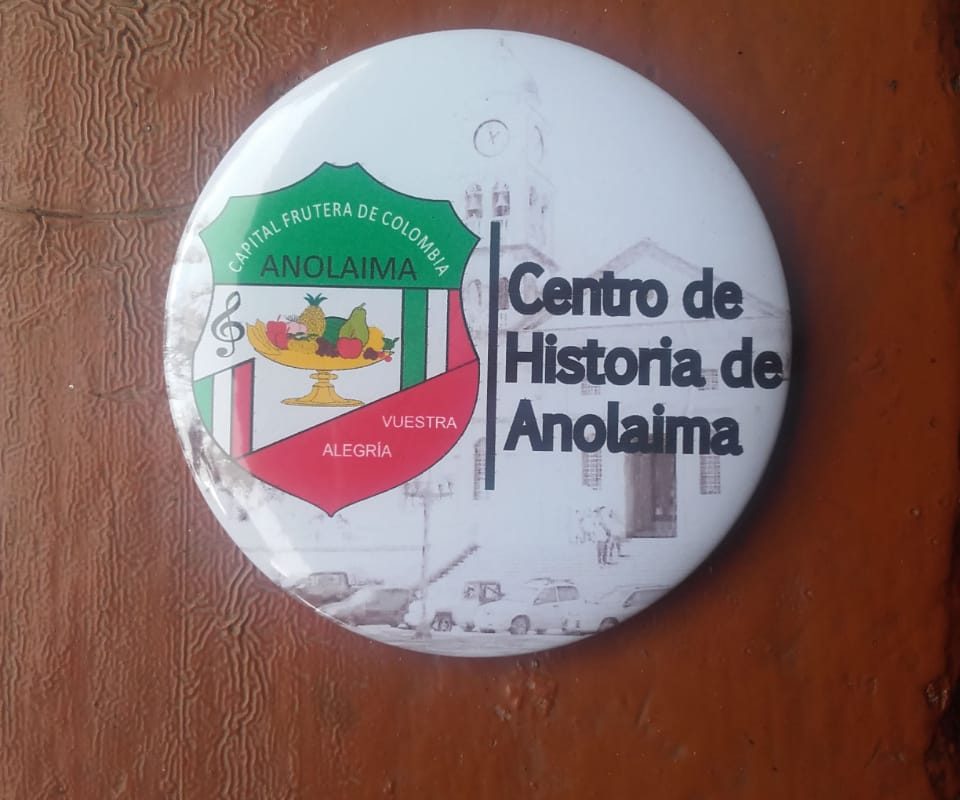 CAPITAL FRUTERA DE COLOMBIA
ANOLAIMA
VUESTRA
ALEGRÍA
Centro de
Historia de
Anolaima